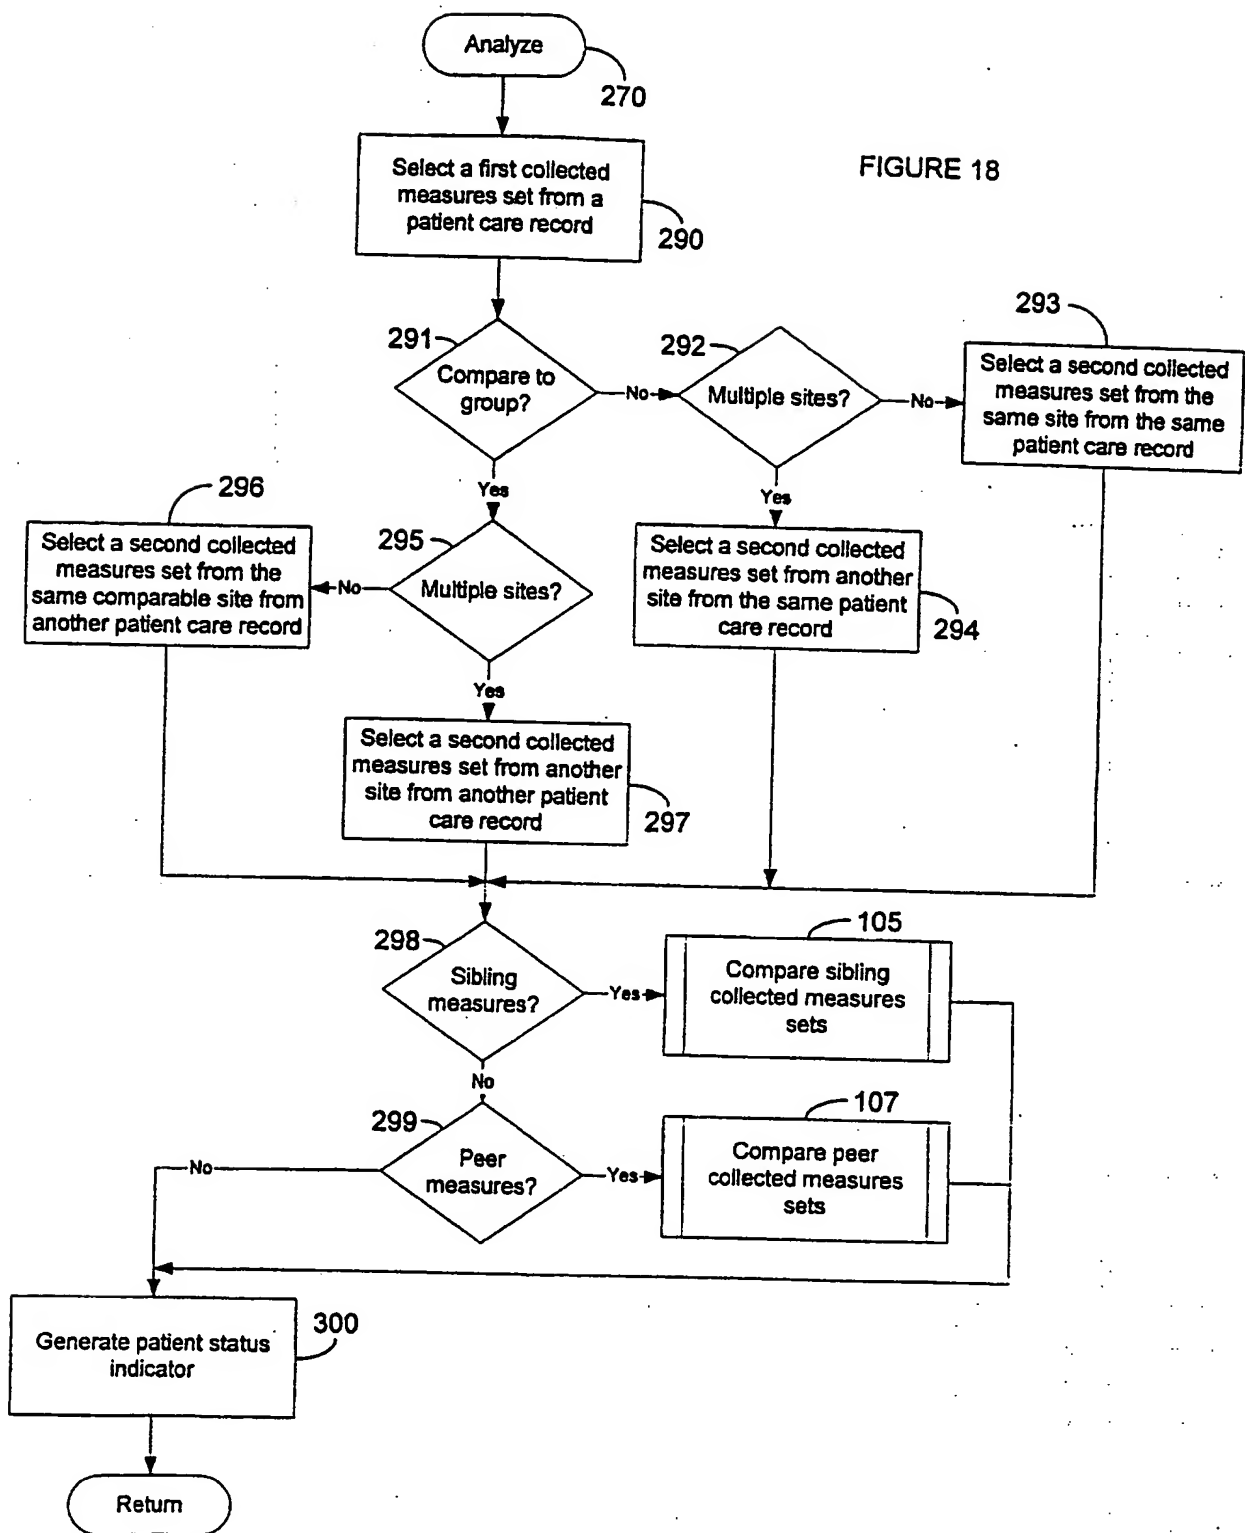 Analyze
270
FIGURE 18
Select a first collected
measures set from a
patient care record
290
291
Compare to
group?
No
292
Multiple sites?
No
293
Select a second collected
measures set from the
same site from the same
patient care record
Yes
Yes
296
Select a second collected
measures set from the
same comparable site from
another patient care record
No
295
Multiple sites?
Select a second collected
measures set from another
site from the same patient
care record
294
Yes
Select a second collected
measures set from another
site from another patient
care record
297
298
Sibling
measures?
Yes
105
Compare sibling
collected measures
sets
No
299
Peer
measures?
No
Yes
107
Compare peer
collected measures
sets
Generate patient status
indicator
300
Return